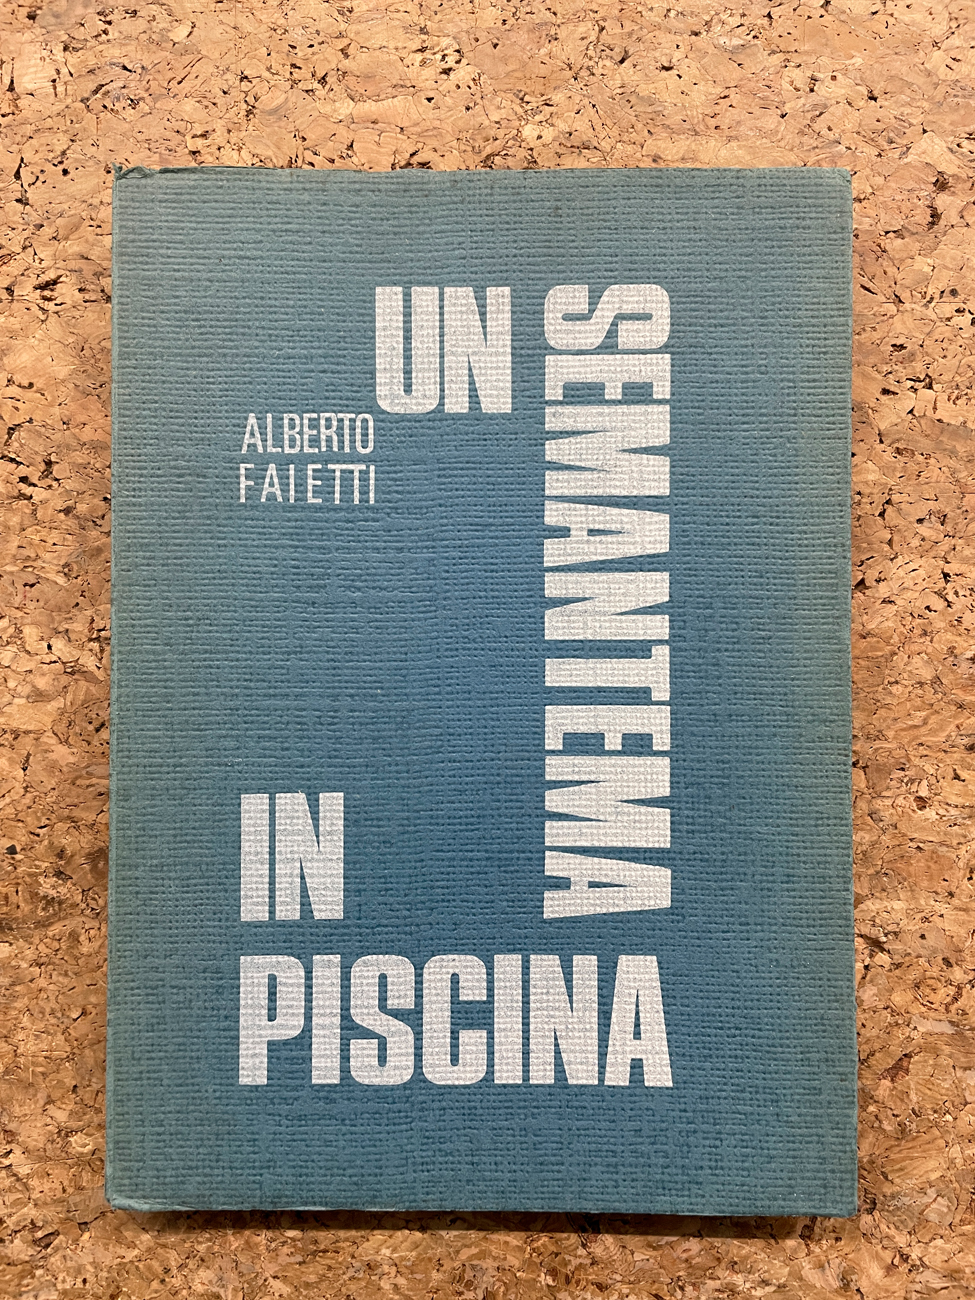 ALBERTO
FAIETTI
UN
SEMANTEMA
IN
PISCINA